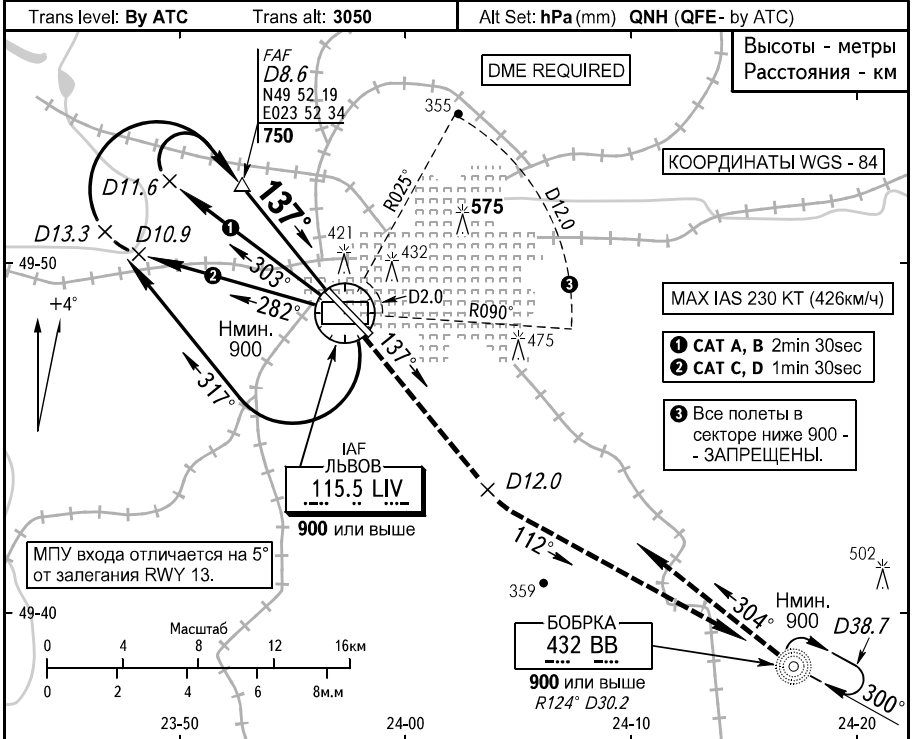 Trans level: By ATC
Trans alt: 3050
Alt Set: hPa (mm) QNH (QFE- by ATC)
Высоты - метры
Расстояния - км
FAF
D8.6
N49 52 19
E023 52 34
750
DME REQUIRED
355
КООРДИНАТЫ WGS - 84
D11.6
137°
R025°
D12.0
575
D13.3
D10.9
1
421
432
49-50
303°
2
282°
D2.0
3
R090°
+4°
Нмин.
900
137°
475
MAX IAS 230 KT (426км/ч)
1 CAT A, B 2min 30sec
2 CAT C, D 1min 30sec
317°
3 Все полеты в
секторе ниже 900 -
- ЗАПРЕЩЕНЫ.
IAF
ЛЬВОВ
115.5 LIV
900 или выше
D12.0
112°
МПУ входа отличается на 5°
от залегания RWY 13.
502
359
304°
Нмин.
900
49-40
D38.7
БОБРКА
432 BB
900 или выше
R124° D30.2
300°
Масштаб
0 4 8 12 16км
0 2 4 6 8м.м
23-50
24-00
24-10
24-20